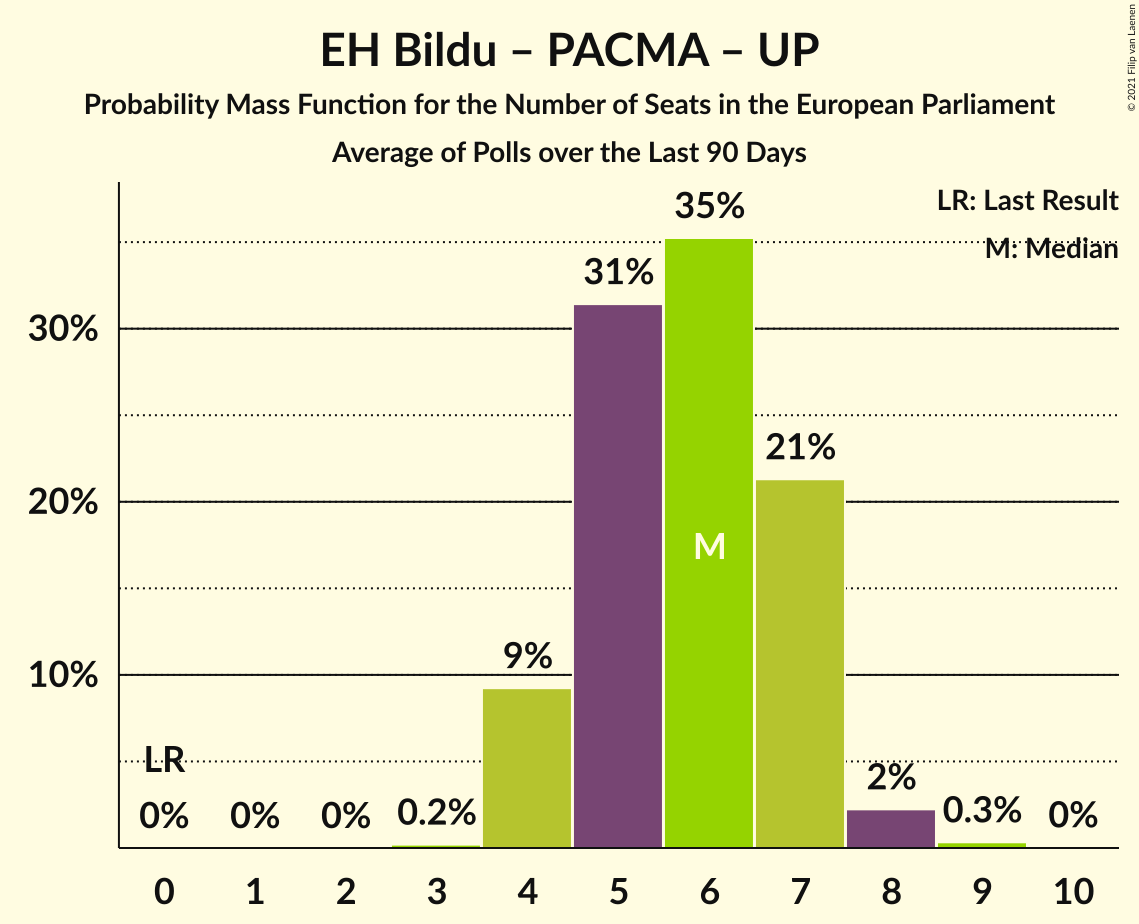 EH Bildu – PACMA – UP
Probability Mass Function for the Number of Seats in the European Parliament
Average of Polls over the Last 90 Days
© 2021 Filip van Laenen
LR: Last Result
M: Median
35%
31%
30%
21%
20%
M
9%
10%
LR
0%
0%
0%
0.2%
2%
0.3%
0%
0 1 2 3 4 5 6 7 8 9 10